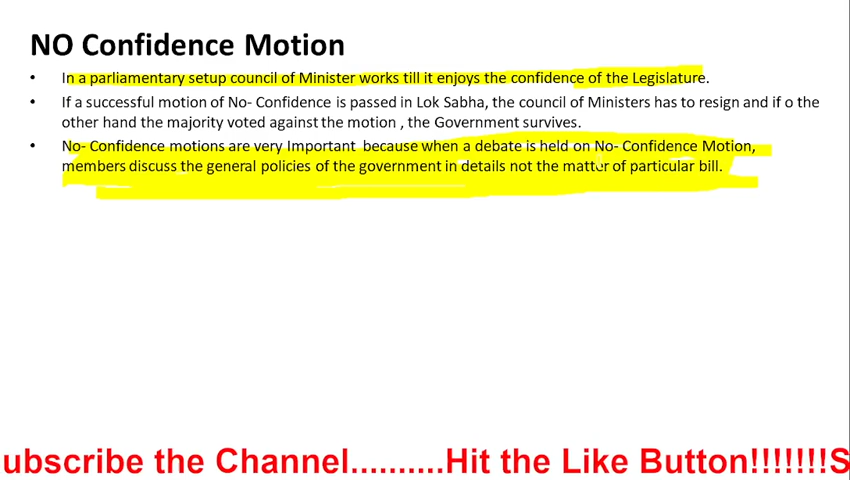 NO Confidence Motion
• In a parliamentary setup council of Minister works till it enjoys the confidence of the Legislature.
• If a successful motion of No- Confidence is passed in Lok Sabha, the council of Ministers has to resign and if o the
other hand the majority voted against the motion , the Government survives.
• No- Confidence motions are very Important because when a debate is held on No- Confidence Motion,
members discuss the general policies of the government in details not the matter of particular bill.
ubscribe the Channel..........Hit the Like Button!!!!!!!S